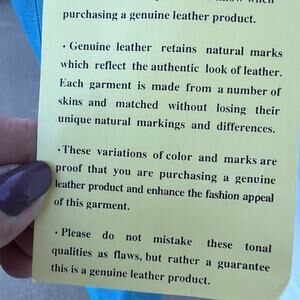 purchasing a genuine leather product.
· Genuine leather retains natural marks
which reflect the authentic look of leather.
Each garment is made from a number of
skins and matched without losing their
unique natural markings and differences.
· These variations of color and marks are
proof that you are purchasing a genuine
leather product and enhance the fashion appeal
of this garment.
· Please do not mistake these tonal
qualities as flaws, but rather a guarantee
this is a genuine leather product.